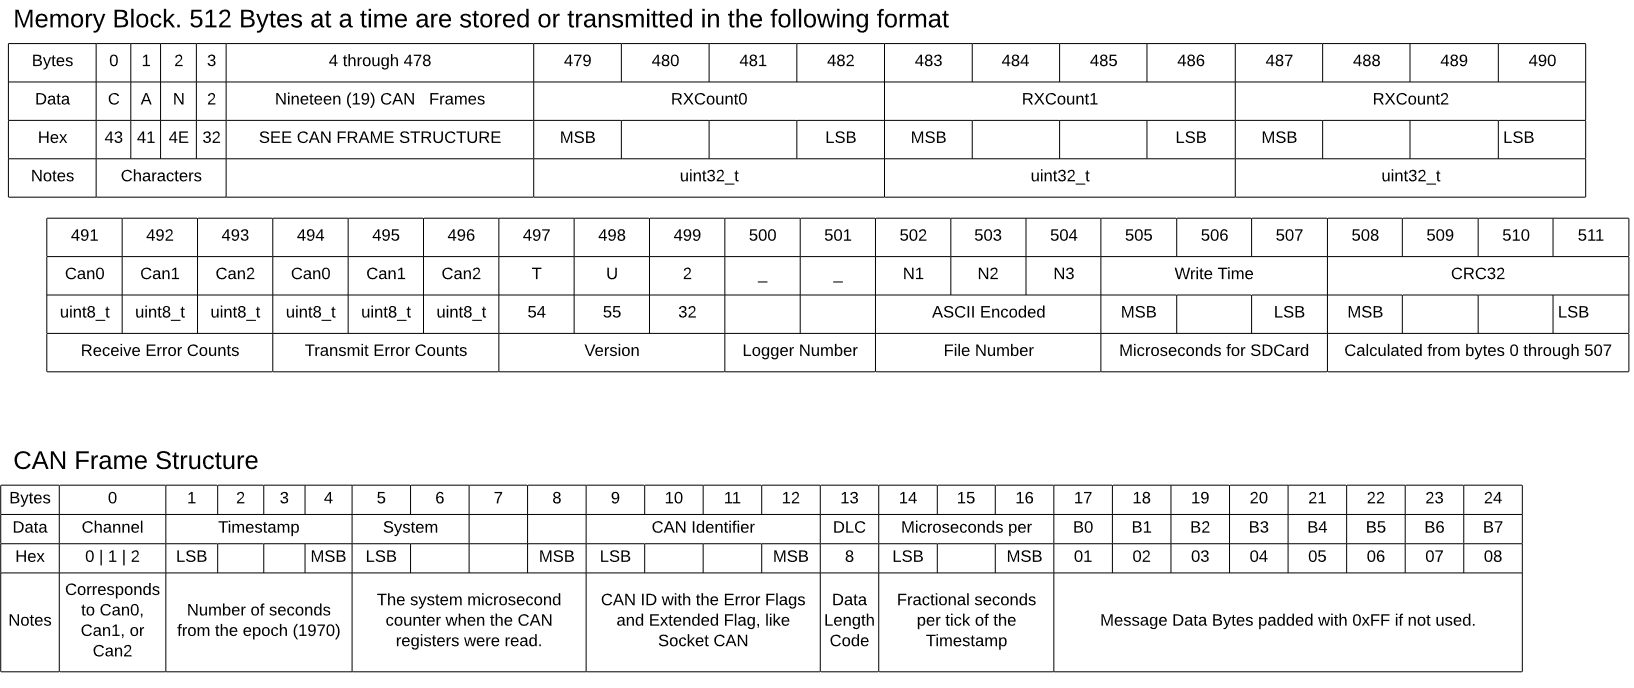 Memory Block. 512 Bytes at a time are stored or transmitted in the following format
Bytes 0 1 2 3 4 through 478 479 480 481 482 483 484 485 486 487 488 489 490
Data C A N 2 Nineteen (19) CAN Frames RXCount0 RXCount1 RXCount2
Hex 43 41 4E 32 SEE CAN FRAME STRUCTURE MSB LSB MSB LSB MSB LSB
Notes Characters uint32_t uint32_t uint32_t
491 492 493 494 495 496 497 498 499 500 501 502 503 504 505 506 507 508 509 510 511
Can0 Can1 Can2 Can0 Can1 Can2 T U 2 _ _ N1 N2 N3 Write Time CRC32
uint8_t uint8_t uint8_t uint8_t uint8_t uint8_t 54 55 32 ASCII Encoded MSB LSB MSB LSB
Receive Error Counts Transmit Error Counts Version Logger Number File Number Microseconds for SDCard Calculated from bytes 0 through 507
CAN Frame Structure
Bytes 0 1 2 3 4 5 6 7 8 9 10 11 12 13 14 15 16 17 18 19 20 21 22 23 24
Data Channel Timestamp System CAN Identifier DLC Microseconds per B0 B1 B2 B3 B4 B5 B6 B7
Hex 0 | 1 | 2 LSB MSB LSB MSB LSB MSB 8 LSB MSB 01 02 03 04 05 06 07 08
Notes
Corresponds
to Can0,
Can1, or
Can2
Number of seconds
from the epoch (1970)
The system microsecond
counter when the CAN
registers were read.
CAN ID with the Error Flags
and Extended Flag, like
Socket CAN
Data
Length
Code
Fractional seconds
per tick of the
Timestamp
Message Data Bytes padded with 0xFF if not used.